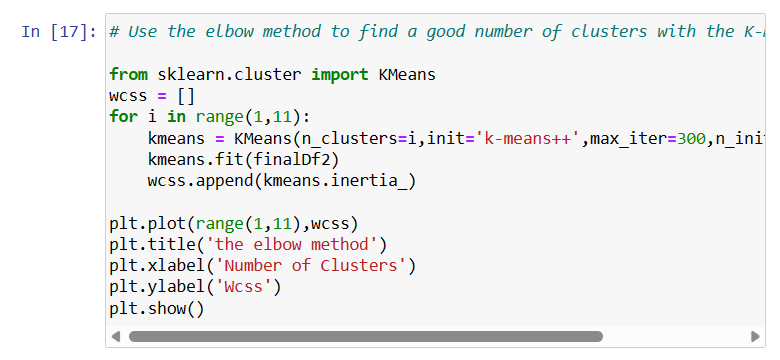 In [17]: # Use the elbow method to find a good number of clusters with the K-
from sklearn.cluster import KMeans
wcss = []
for i in range(1,11):
    kmeans = KMeans(n_clusters=i,init='k-means++',max_iter=300,n_ini
    kmeans.fit(finalDf2)
    wcss.append(kmeans.inertia_)
plt.plot(range(1,11),wcss)
plt.title('the elbow method')
plt.xlabel('Number of Clusters')
plt.ylabel('Wcss')
plt.show()